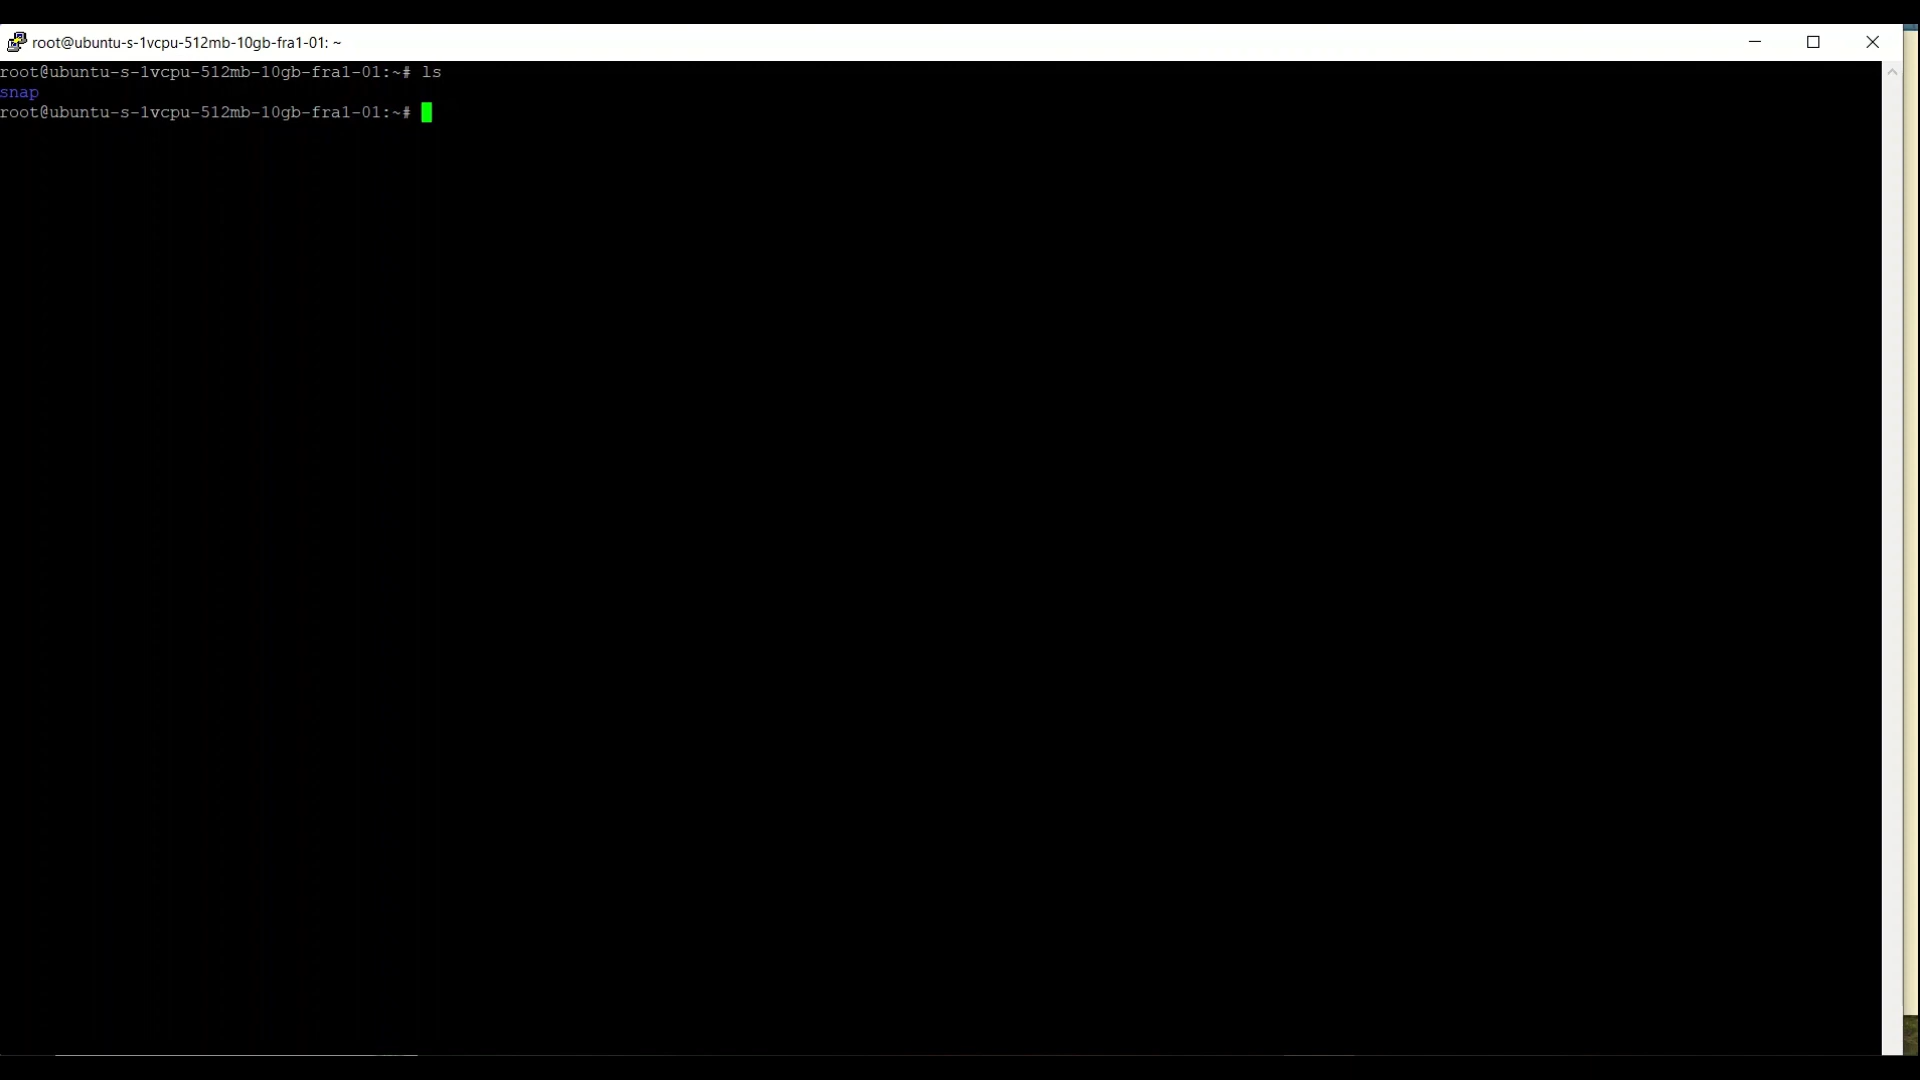 root@ubuntu-s-1vcpu-512mb-10gb-fra1-01: ~
root@ubuntu-s-1vcpu-512mb-10gb-fra1-01:~# ls
snap
root@ubuntu-s-1vcpu-512mb-10gb-fra1-01:~#